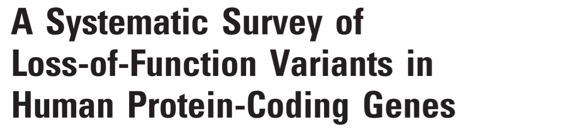 A Systematic Survey of
Loss-of-Function Variants in
Human Protein-Coding Genes